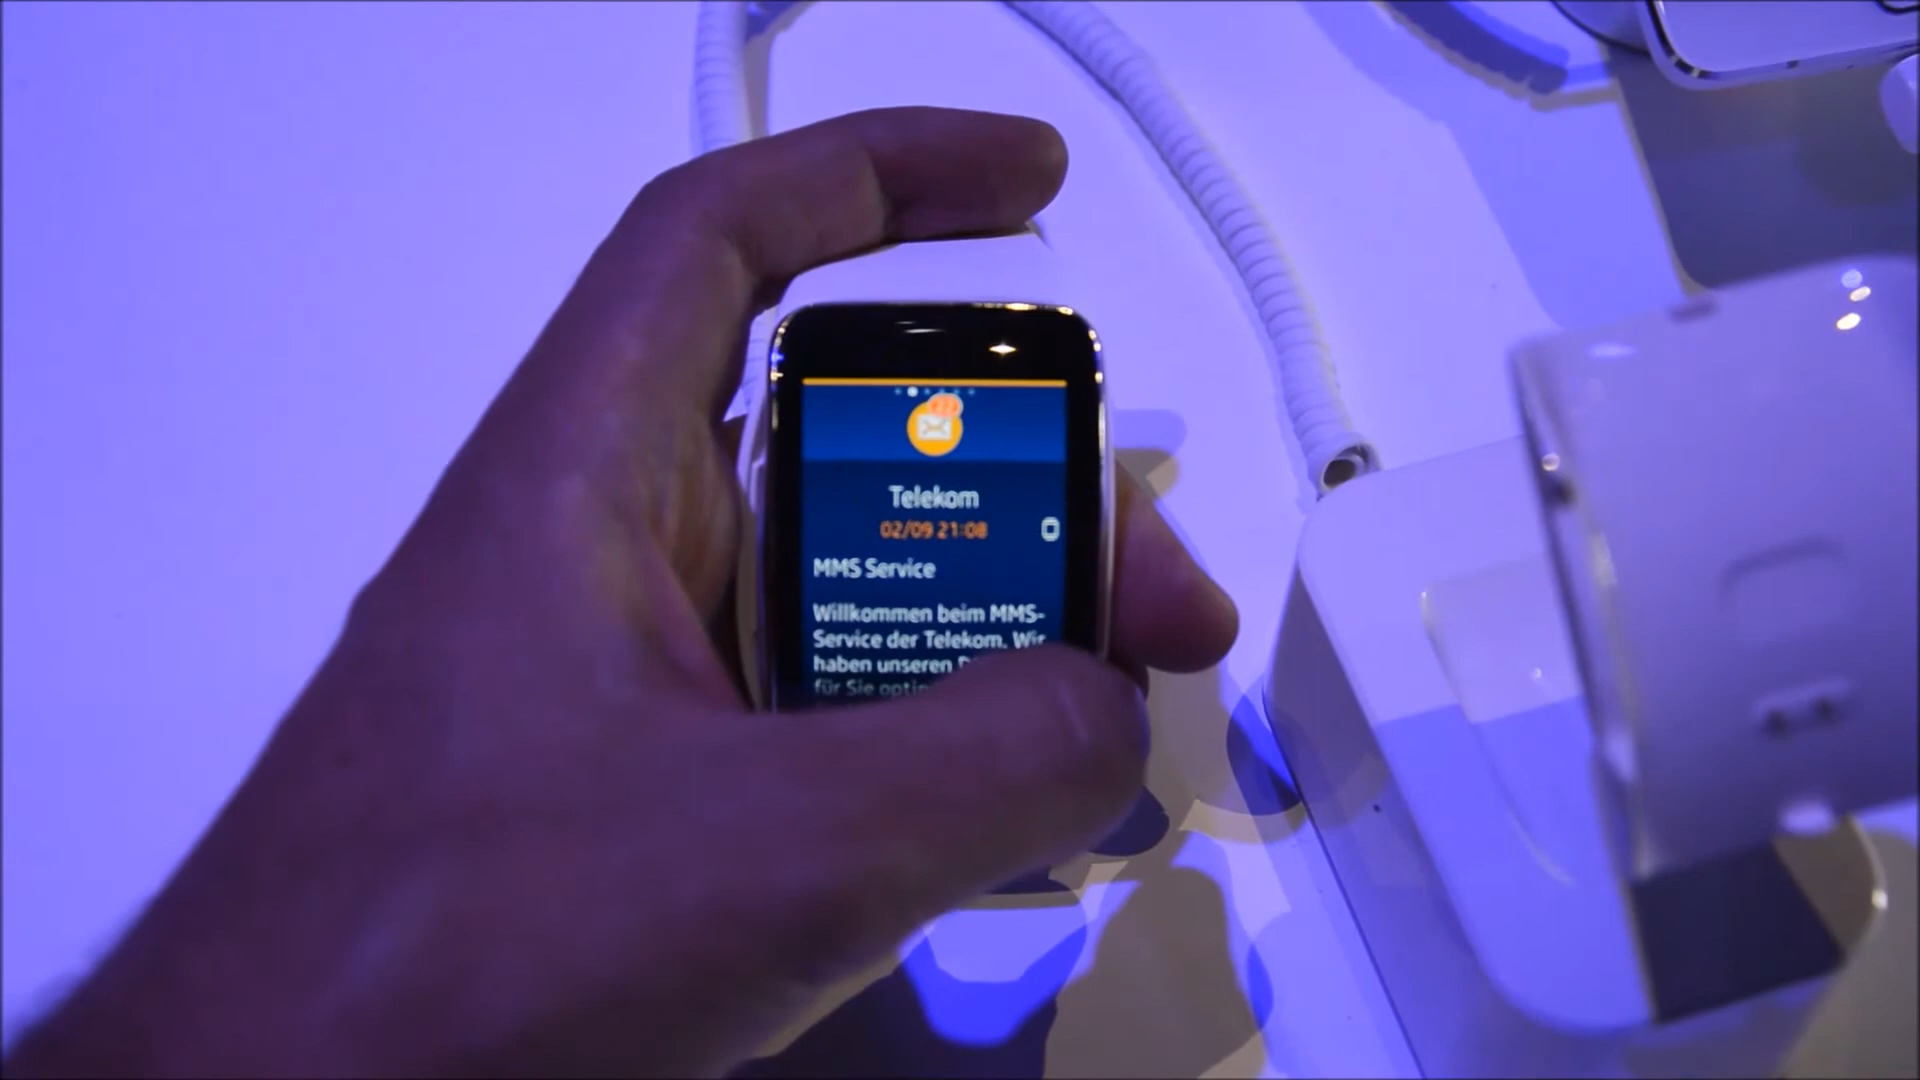 Telekom
02/09 21:08
MMS Service
Willkommen beim MMS-
Service der Telekom. Wir
haben unseren
für Sie